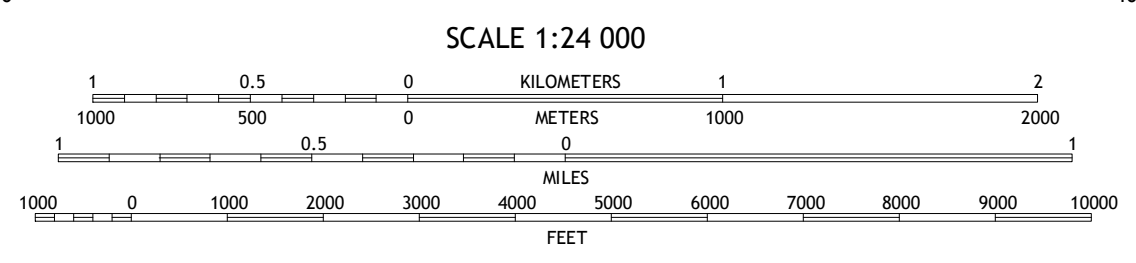 SCALE 1:24 000
1 0.5 0 KILOMETERS 1 2
1000 500 0 METERS 1000 2000
1 0.5 0 1
MILES
1000 0 1000 2000 3000 4000 5000 6000 7000 8000 9000 10000
FEET